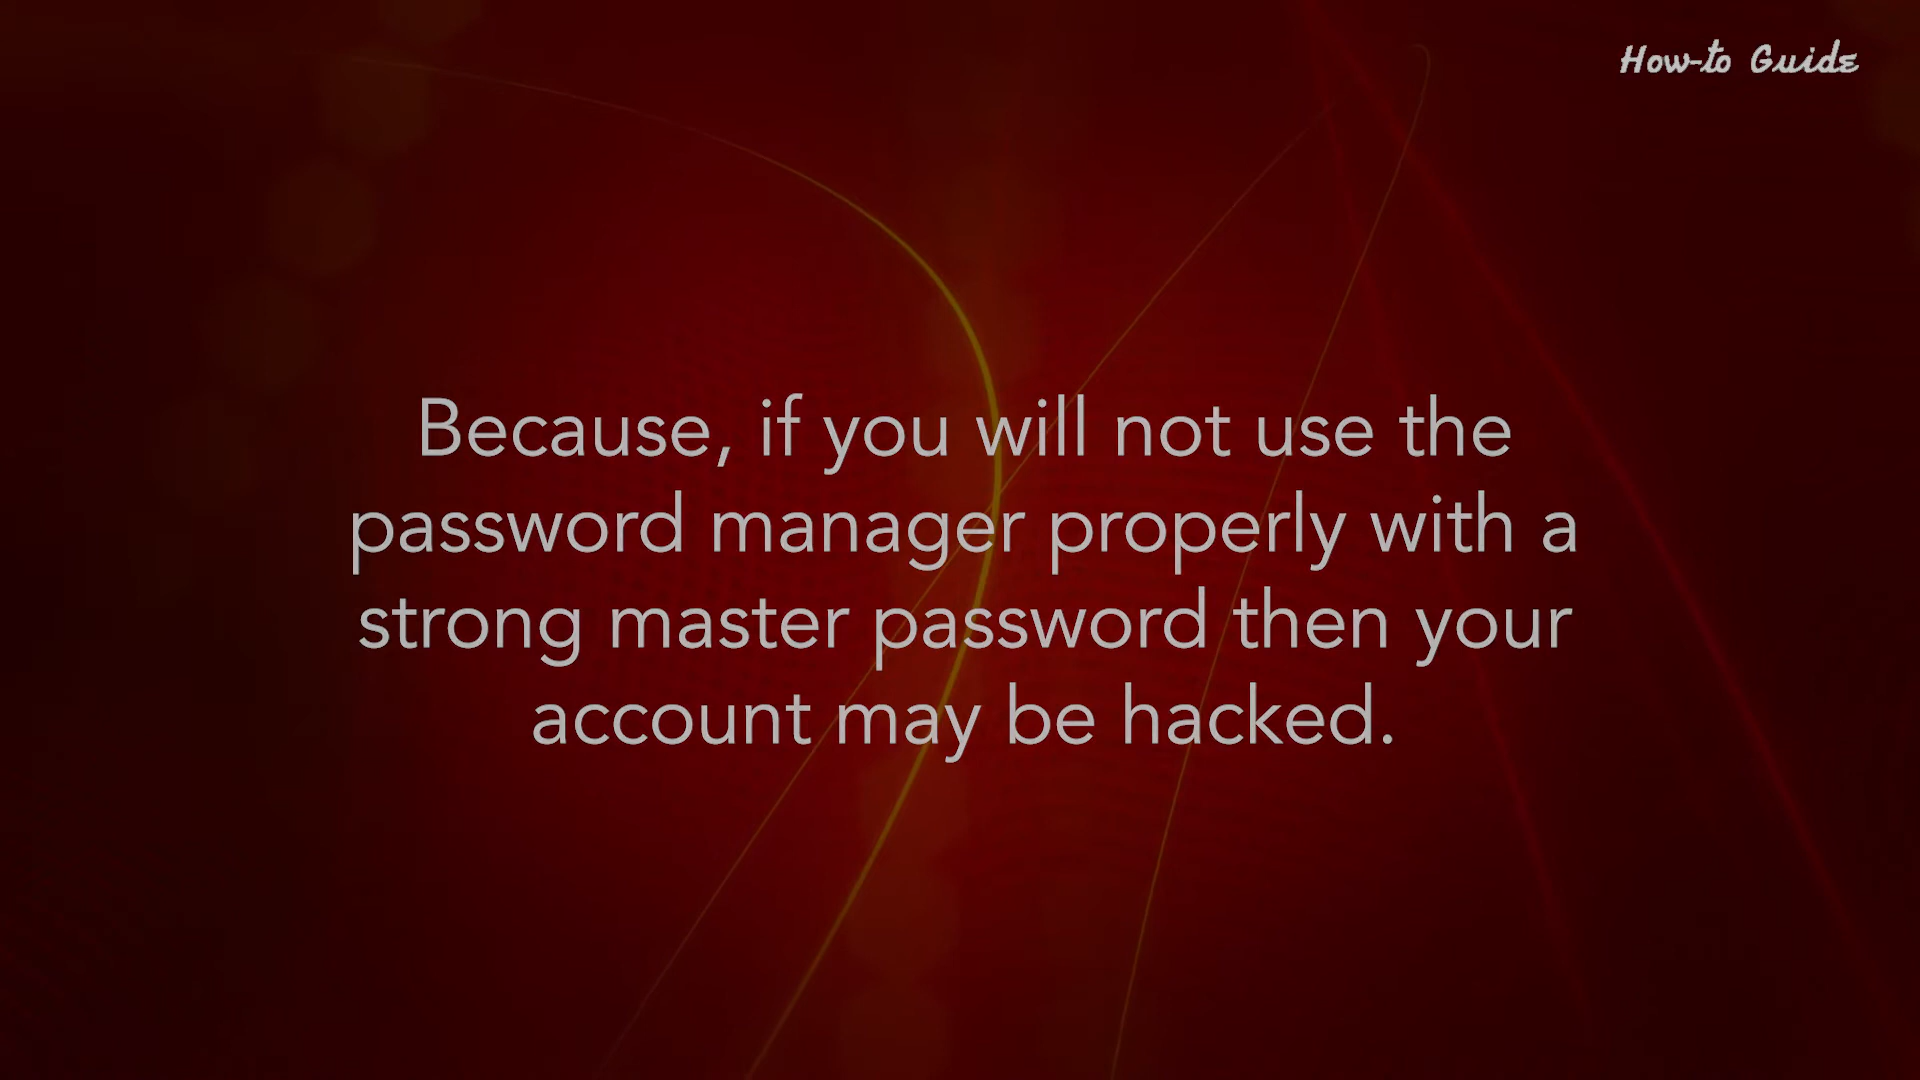 How-to Guide
Because, if you will not use the
password manager properly with a
strong master password then your
account may be hacked.